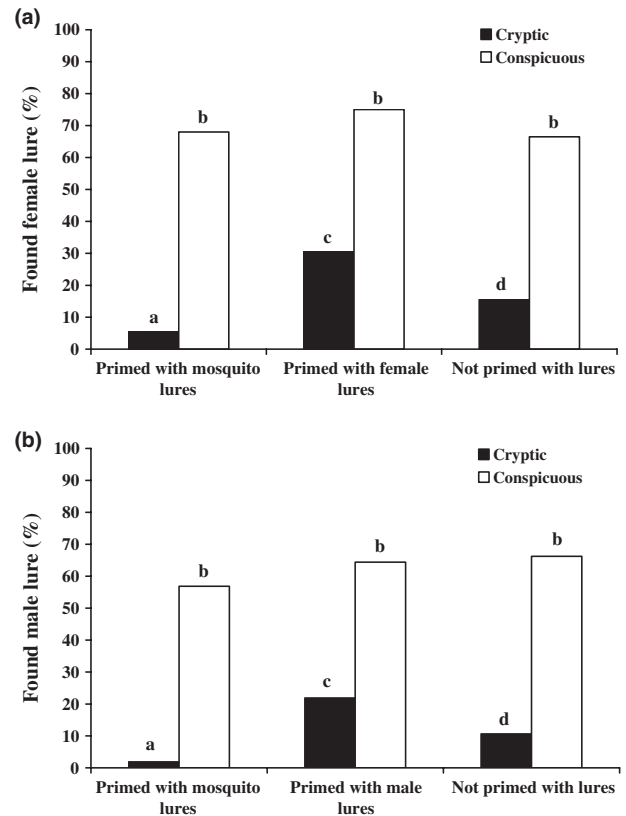 (a)
Cryptic
Conspicuous
Found female lure (%)
100
90
80
70
60
50
40
30
20
10
0
a
b
c
b
d
b
Primed with mosquito
lures
Primed with female
lures
Not primed with lures
(b)
Cryptic
Conspicuous
Found male lure (%)
100
90
80
70
60
50
40
30
20
10
0
a
b
c
b
d
b
Primed with mosquito
lures
Primed with male
lures
Not primed with lures